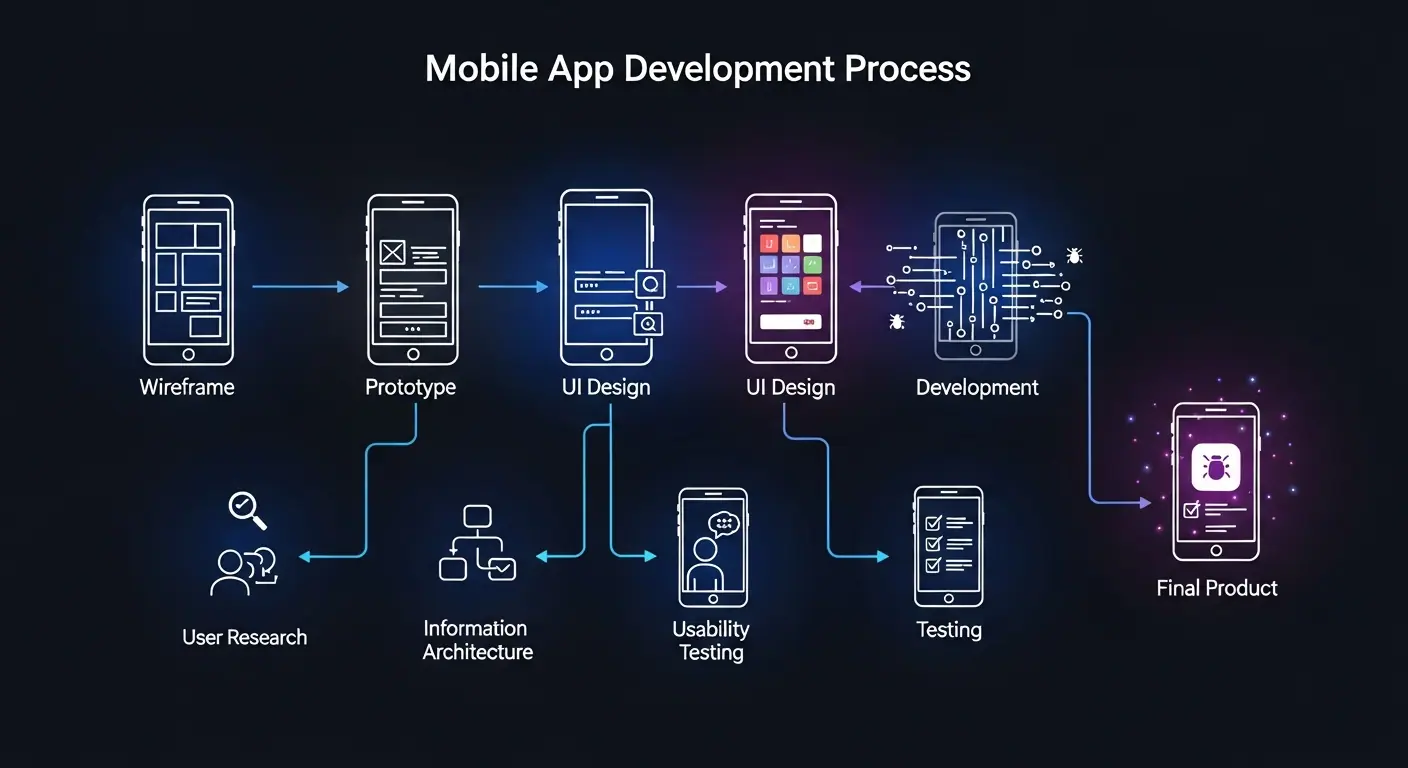 Mobile App Development Process
Wireframe
Prototype
UI Design
UI Design
Development
Final Product
User Research
Information
Architecture
Usability
Testing
Testing